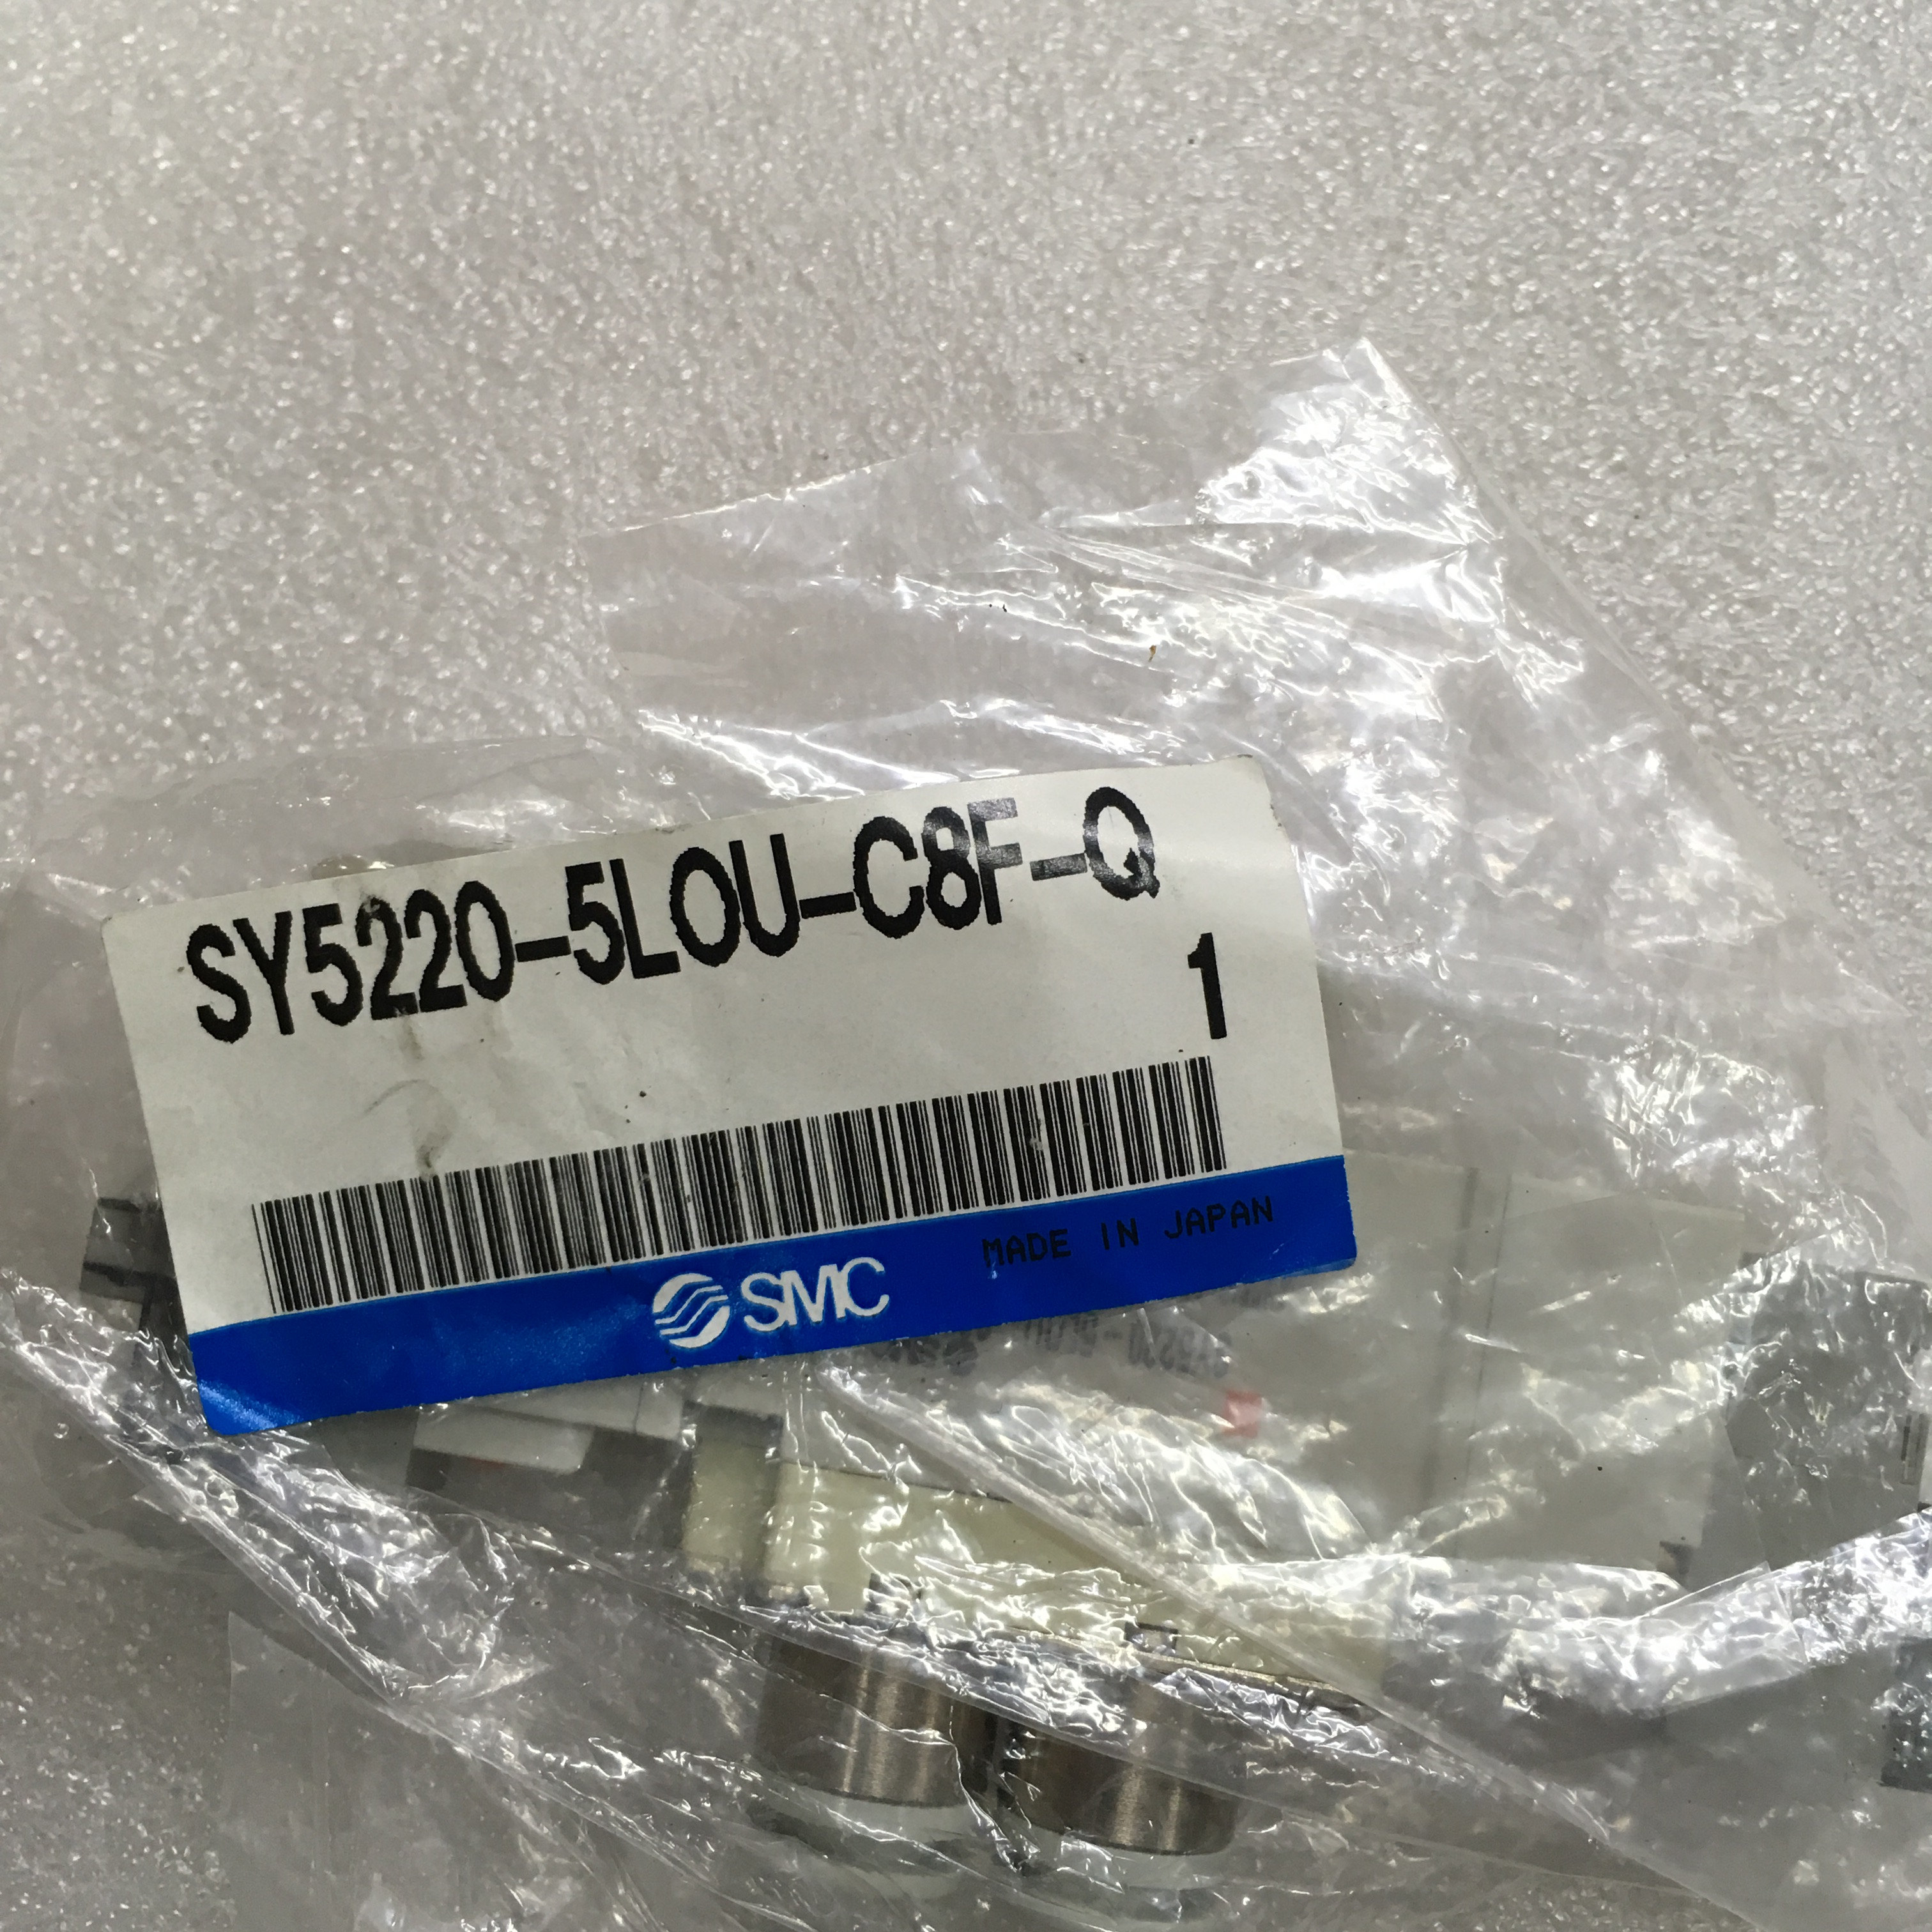 SY5220-5LOU-C8F-Q
1
SMC
MADE IN JAPAN